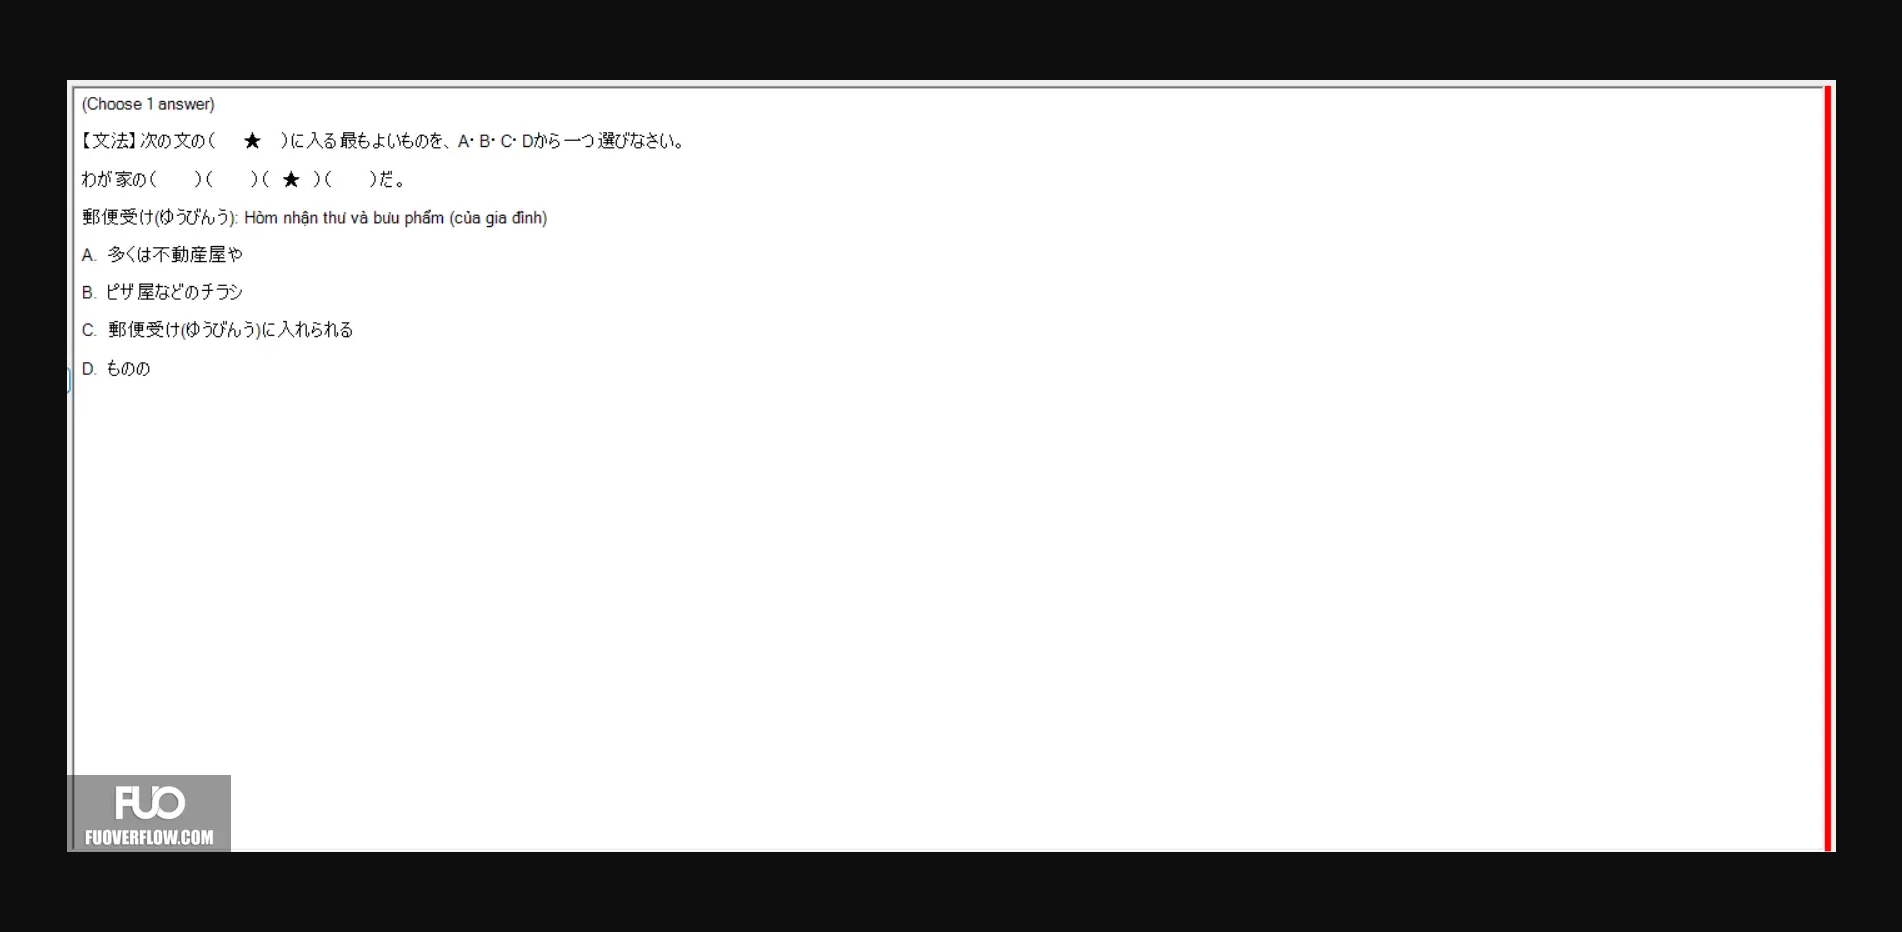 (Choose 1 answer)
【文法】次の文の(　★　)に入る最もよいものを、A・B・C・Dから一つ選びなさい。
わが家の(　　)(　　)(　★　)(　　)だ。
郵便受け(ゆうびんう): Hòm nhận thư và bưu phẩm (của gia đình)
A. 多くは不動産屋や
B. ピザ屋などのチラシ
C. 郵便受け(ゆうびんう)に入れられる
D. ものの
FUO
FUOVERFLOW.COM